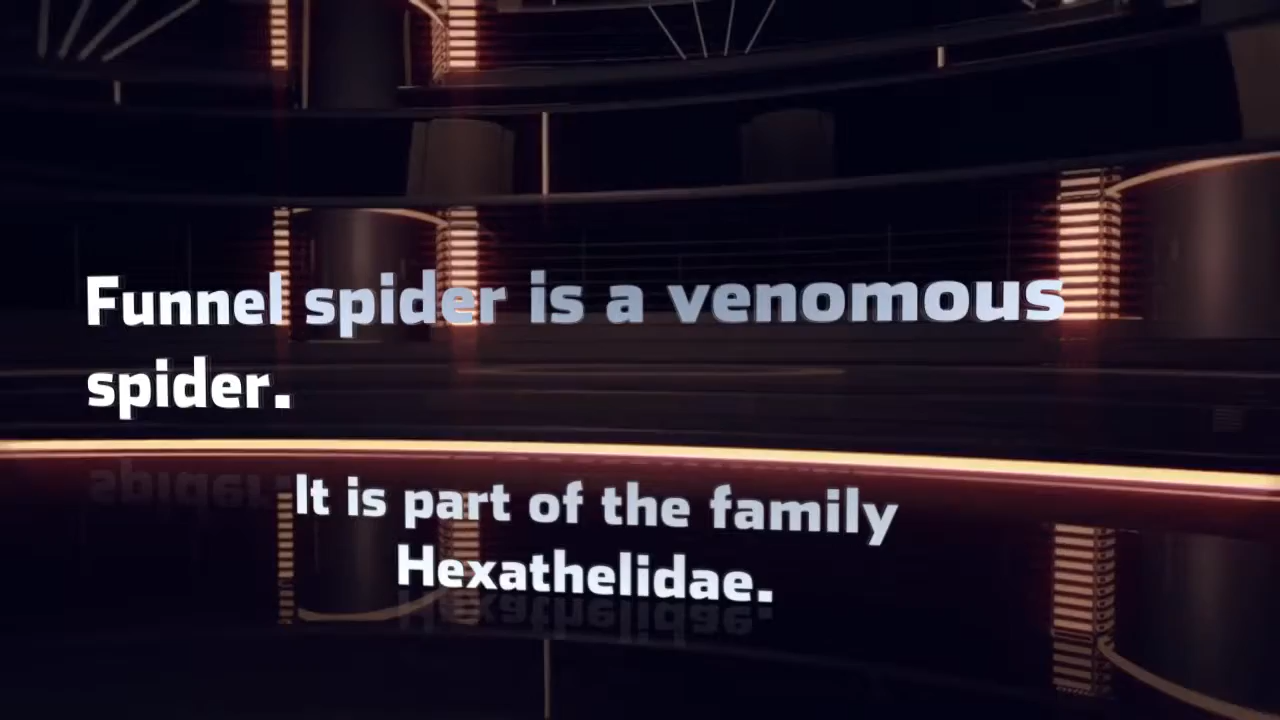 Funnel spider is a venomous
spider.
It is part of the family
Hexathelidae.